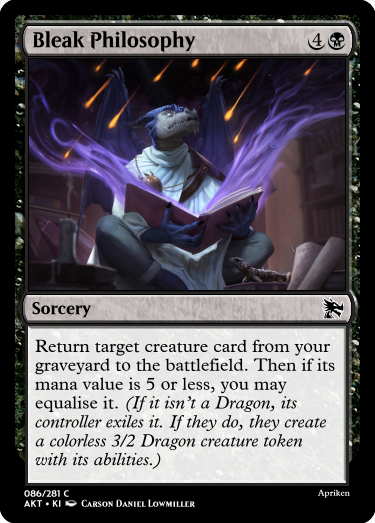 Bleak Philosophy 4
Sorcery
Return target creature card from your
graveyard to the battlefield. Then if its
mana value is 5 or less, you may
equalise it. (If it isn't a Dragon, its
controller exiles it. If they do, they create
a colorless 3/2 Dragon creature token
with its abilities.)
086/281 C
Apriken
AKT • KI CARSON DANIEL LOWMILLER